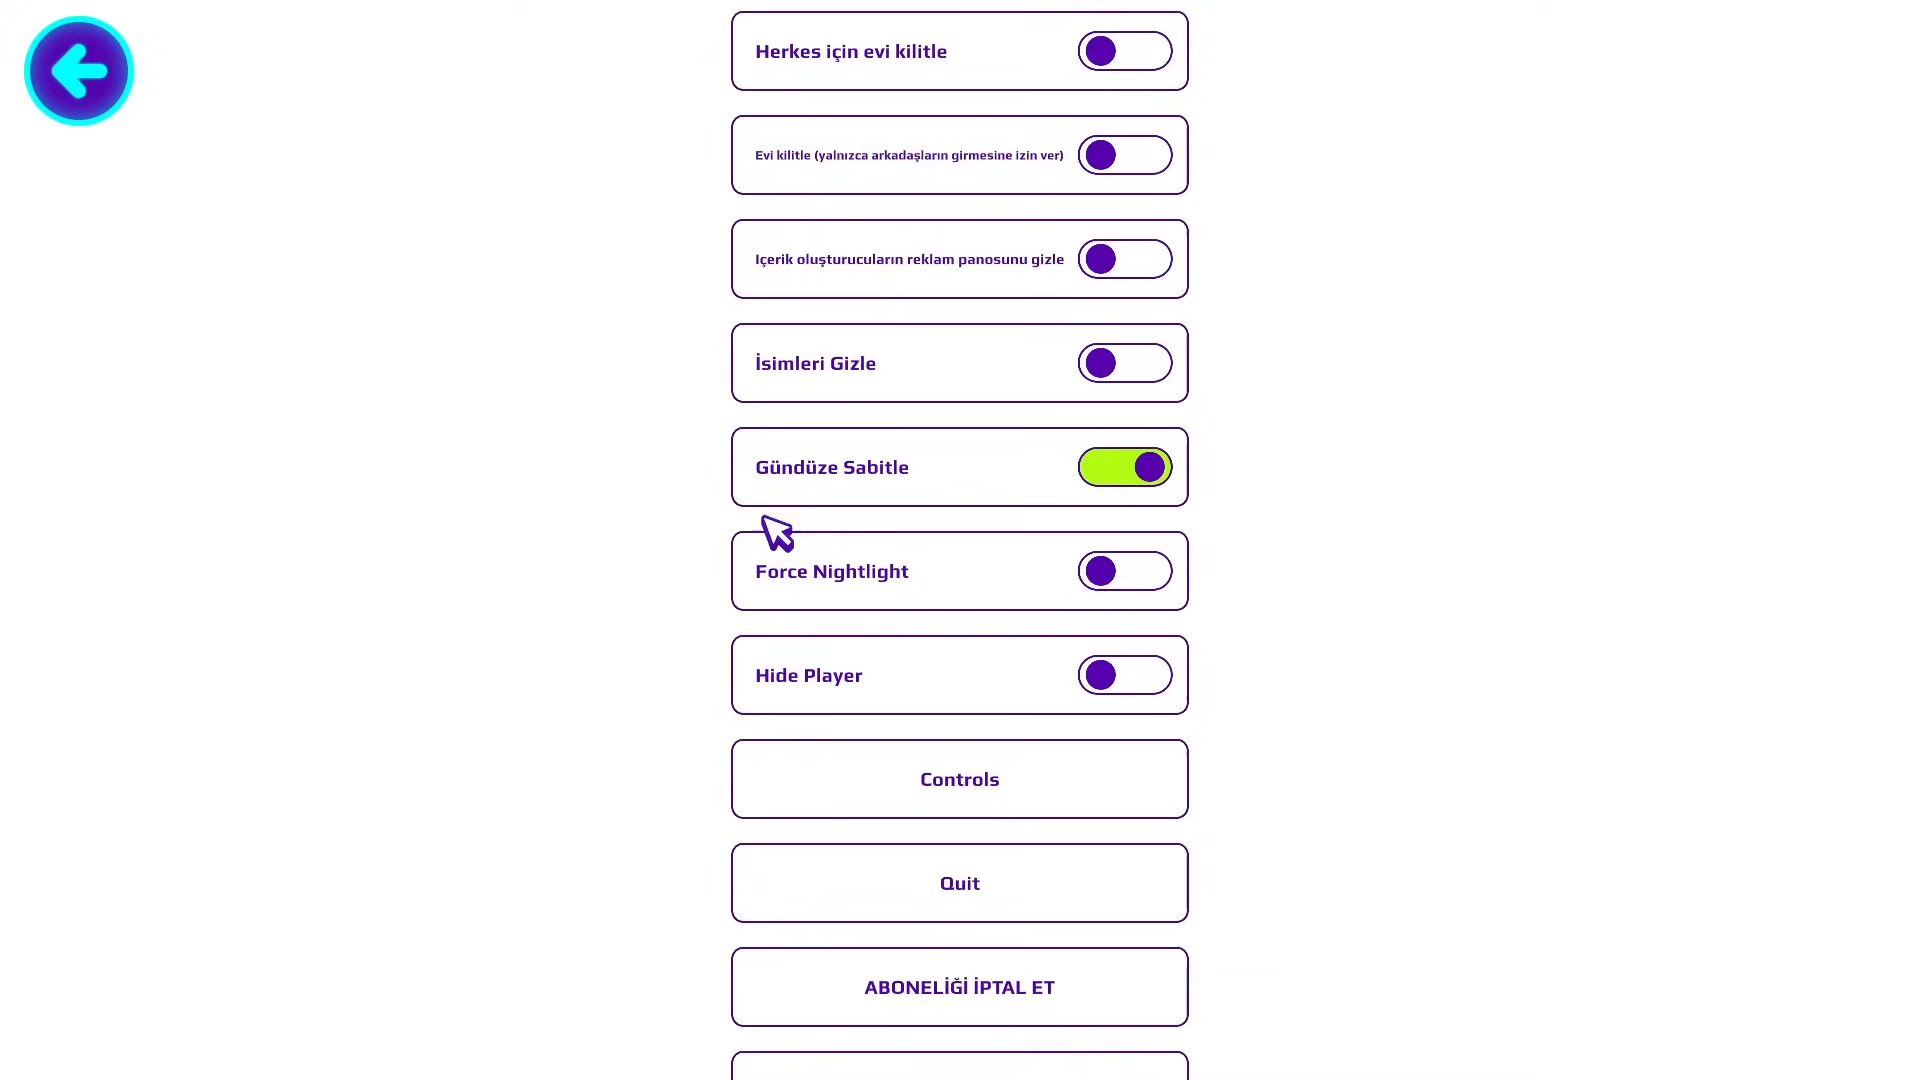 Herkes için evi kilitle
Evi kilitle (yalnızca arkadaşların girmesine izin ver)
Içerik oluşturucuların reklam panosunu gizle
İsimleri Gizle
Gündüze Sabitle
Force Nightlight
Hide Player
Controls
Quit
ABONELİĞİ İPTAL ET